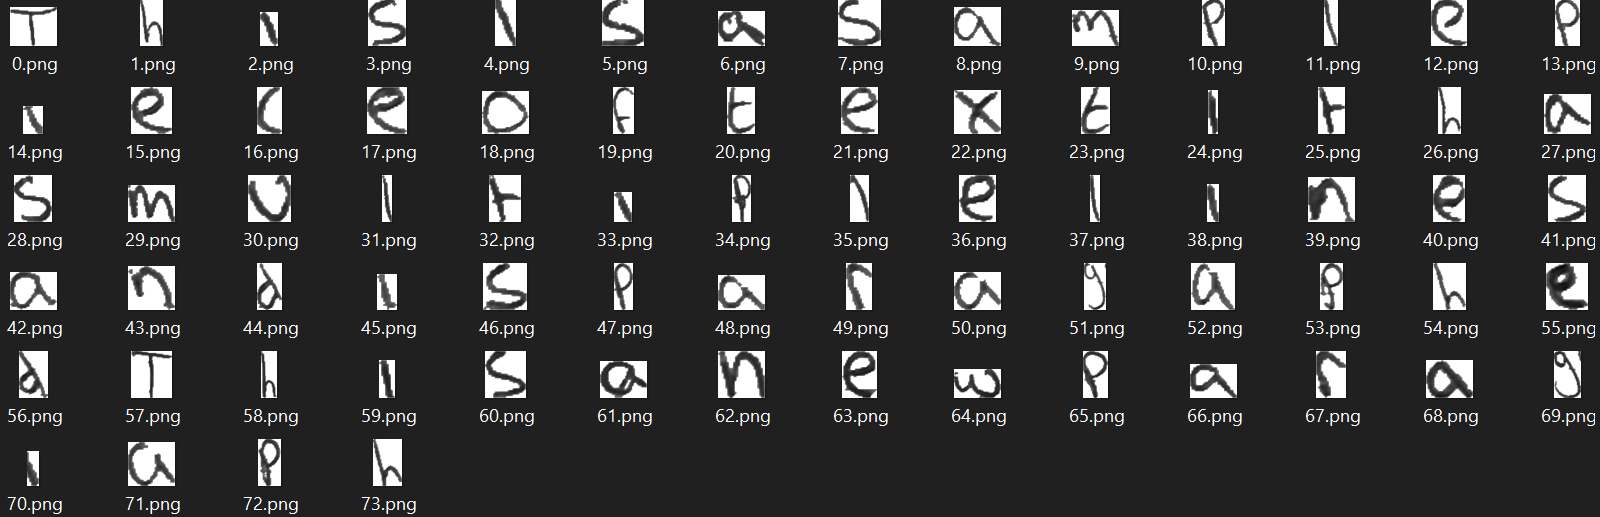 T h i s i s a s a m p l e p
0.png 1.png 2.png 3.png 4.png 5.png 6.png 7.png 8.png 9.png 10.png 11.png 12.png 13.png
i e c e o f t e x t i t h a
14.png 15.png 16.png 17.png 18.png 19.png 20.png 21.png 22.png 23.png 24.png 25.png 26.png 27.png
s m u l t i p l e l i n e s
28.png 29.png 30.png 31.png 32.png 33.png 34.png 35.png 36.png 37.png 38.png 39.png 40.png 41.png
a n d i s p a r a g a p h e
42.png 43.png 44.png 45.png 46.png 47.png 48.png 49.png 50.png 51.png 52.png 53.png 54.png 55.png
d T h i s a n e w p a r a g
56.png 57.png 58.png 59.png 60.png 61.png 62.png 63.png 64.png 65.png 66.png 67.png 68.png 69.png
ı a p h
70.png 71.png 72.png 73.png